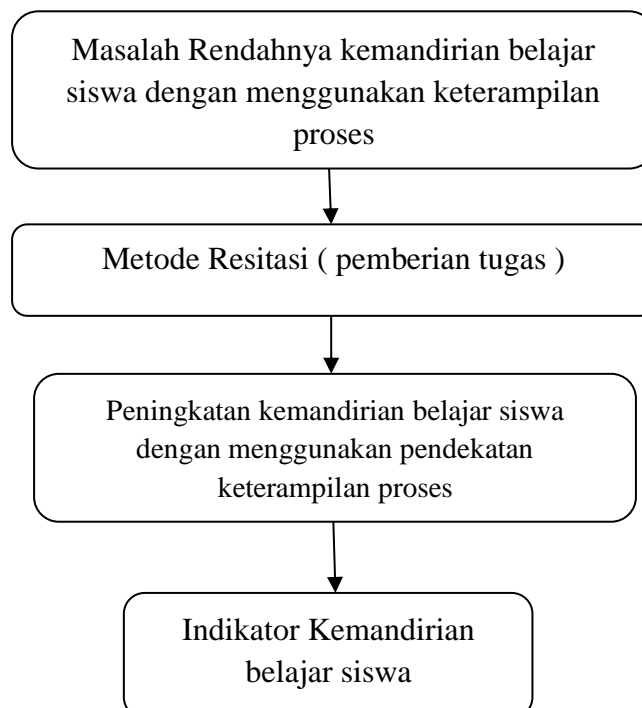 Masalah Rendahnya kemandirian belajar
siswa dengan menggunakan keterampilan
proses
Metode Resitasi ( pemberian tugas )
Peningkatan kemandirian belajar siswa
dengan menggunakan pendekatan
keterampilan proses
Indikator Kemandirian
belajar siswa